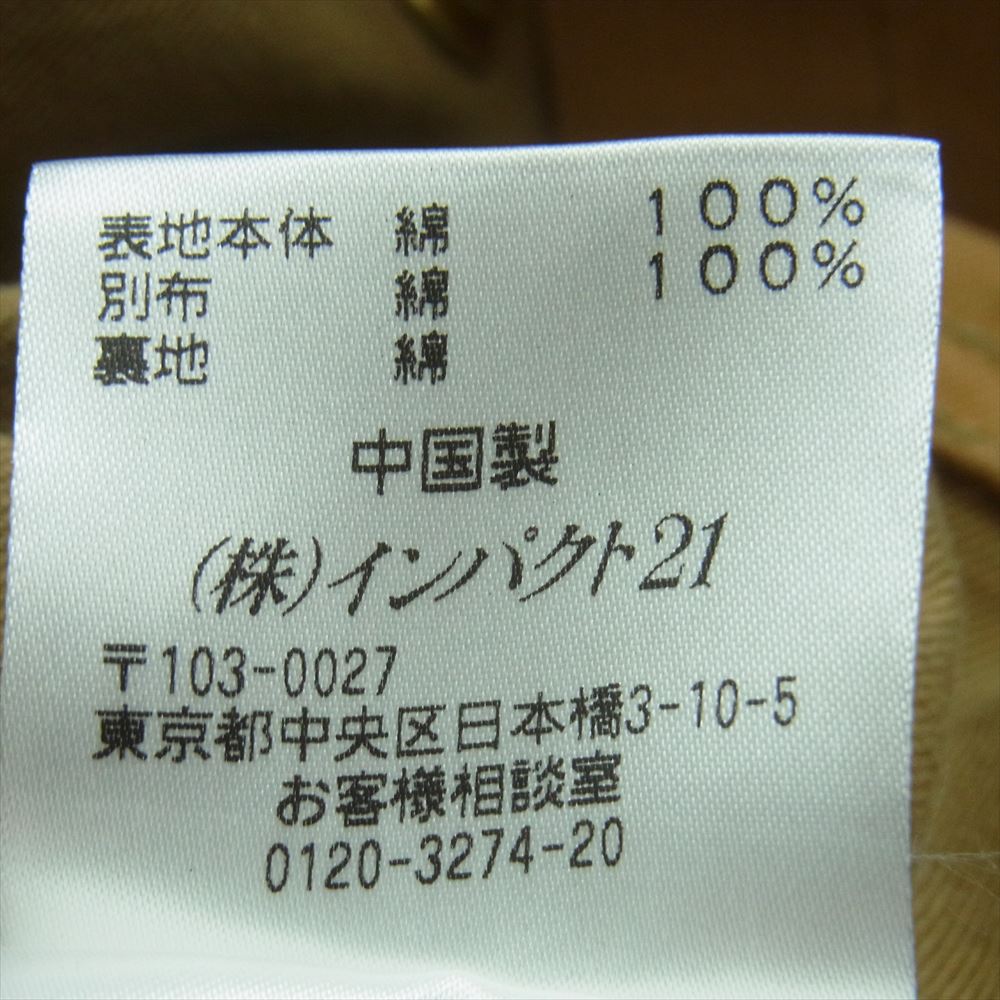 表地本体 綿 100%
別布 綿 100%
裏地 綿
中国製
(株)インパクト21
〒103-0027
東京都中央区日本橋3-10-5
お客様相談室
0120-3274-20